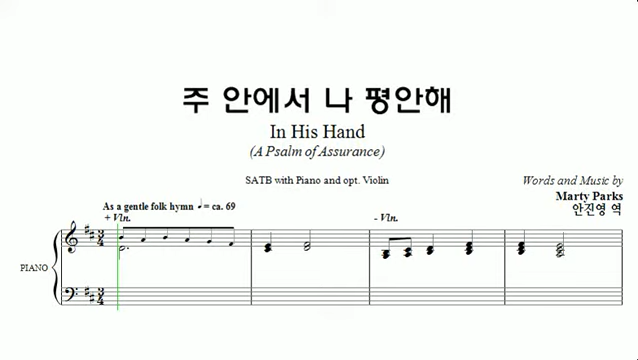 주 안에서 나 평안해
In His Hand
(A Psalm of Assurance)
SATB with Piano and opt. Violin
Words and Music by
Marty Parks
안진영 역
As a gentle folk hymn ♩= ca. 69
+ Vln.
- Vln.
PIANO